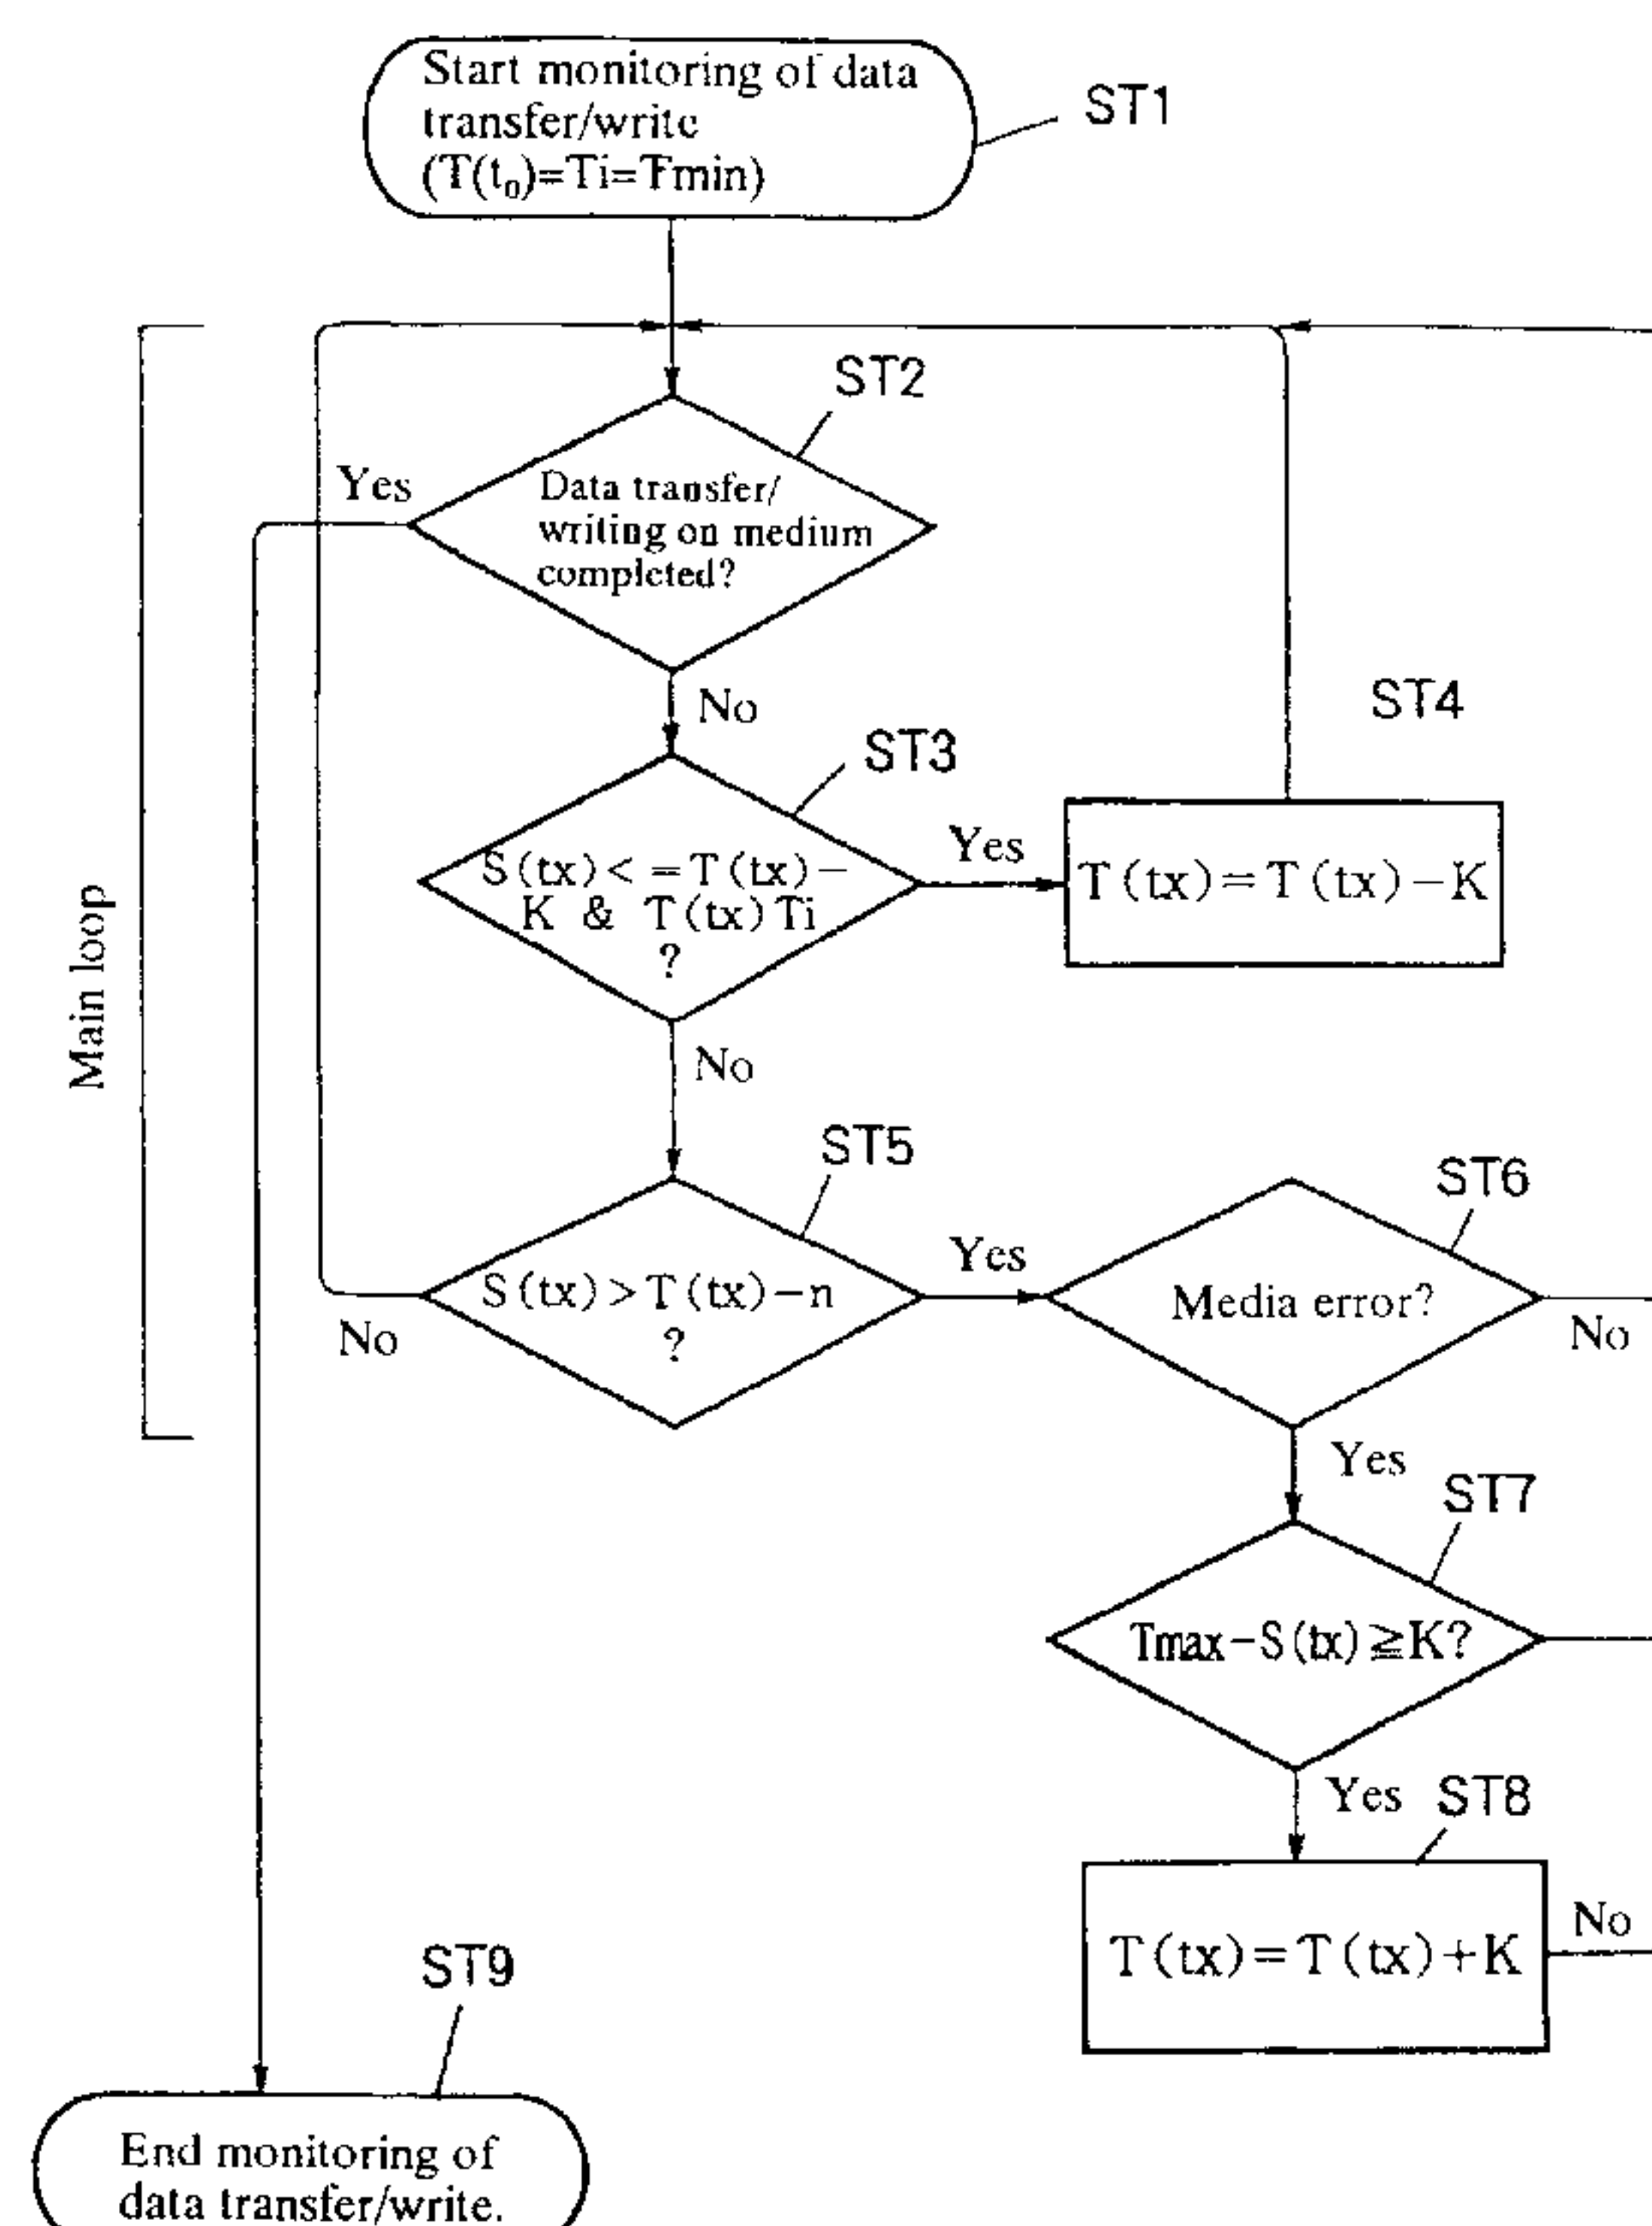 Start monitoring of data
transfer/write
(T(t₀)=Ti=Tmin)
ST1
ST2
Yes
Data transfer/
writing on medium
completed?
No
ST4
ST3
Yes
S(tx)< =T(tx)−
K & T(tx)Ti
?
T(tx)=T(tx)−K
Main loop
No
ST5
ST6
Yes
S(tx)>T(tx)−n
?
Media error?
No
No
Yes
ST7
Tmax−S(tx)≧K?
Yes
ST8
No
T(tx)=T(tx)+K
ST9
End monitoring of
data transfer/write.